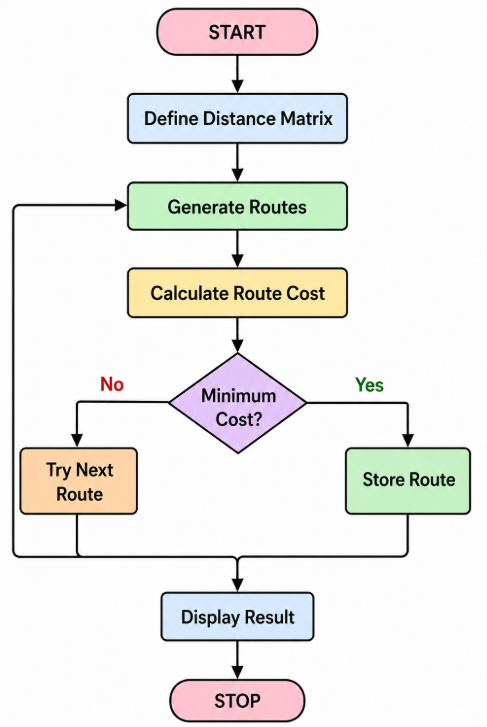 START
Define Distance Matrix
Generate Routes
Calculate Route Cost
Minimum
Cost?
No
Yes
Try Next
Route
Store Route
Display Result
STOP